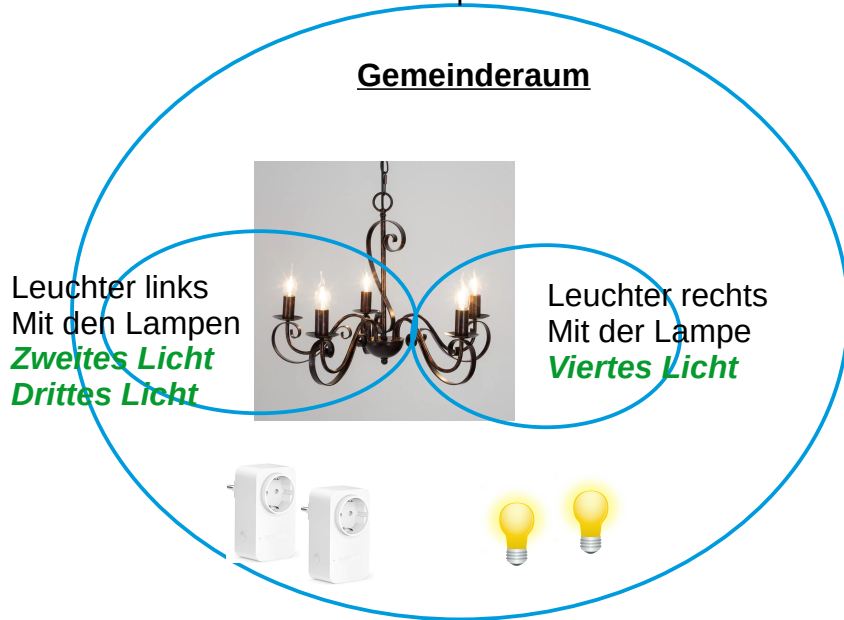 Gemeinderaum
Leuchter links
Mit den Lampen
Zweites Licht
Drittes Licht
Leuchter rechts
Mit der Lampe
Viertes Licht